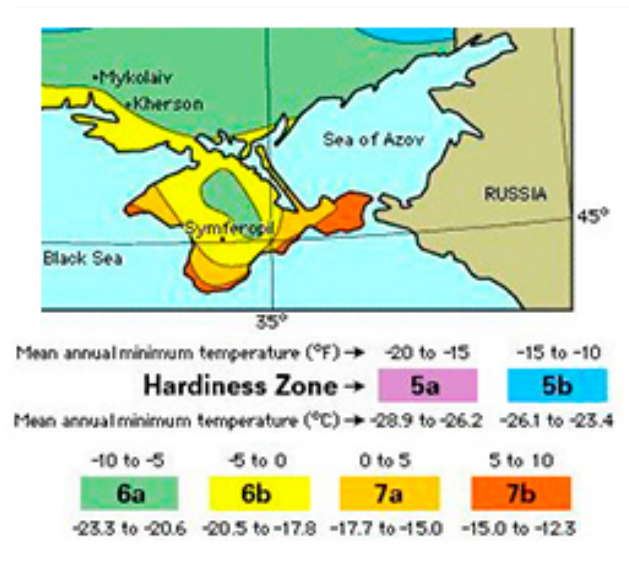 •Mykolaiv
•Kherson
Sea of Azov
RUSSIA
45°
Symferopil
Black Sea
35°
Mean annual minimum temperature (°F) → -20 to -15 -15 to -10
Hardiness Zone → 5a 5b
Mean annual minimum temperature (°C) → -28.9 to -26.2 -26.1 to -23.4
-10 to -5 -5 to 0 0 to 5 5 to 10
6a 6b 7a 7b
-23.3 to -20.6 -20.5 to -17.8 -17.7 to -15.0 -15.0 to -12.3